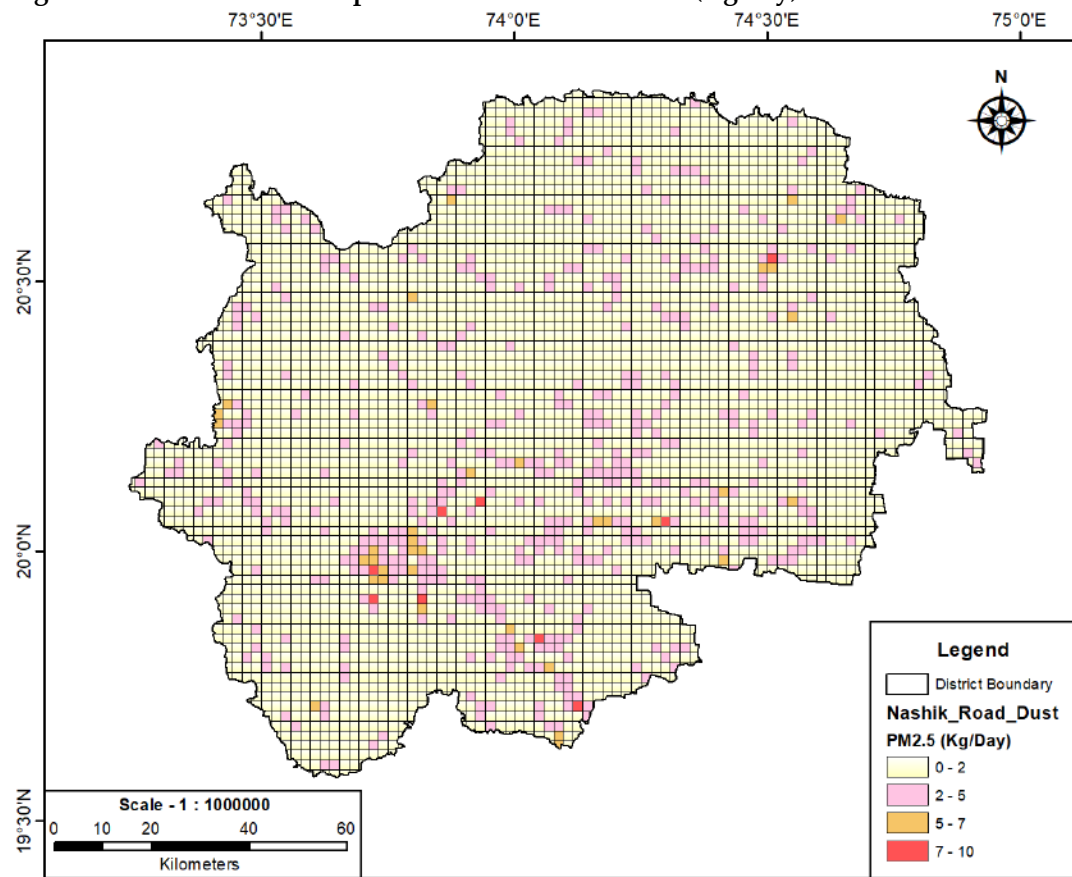 73°30'E 74°0'E 74°30'E 75°0'E
N
20°30'N
20°0'N
19°30'N
Legend
District Boundary
Nashik_Road_Dust
PM2.5 (Kg/Day)
0 - 2
2 - 5
5 - 7
7 - 10
Scale - 1 : 1000000
0 10 20 40 60
Kilometers